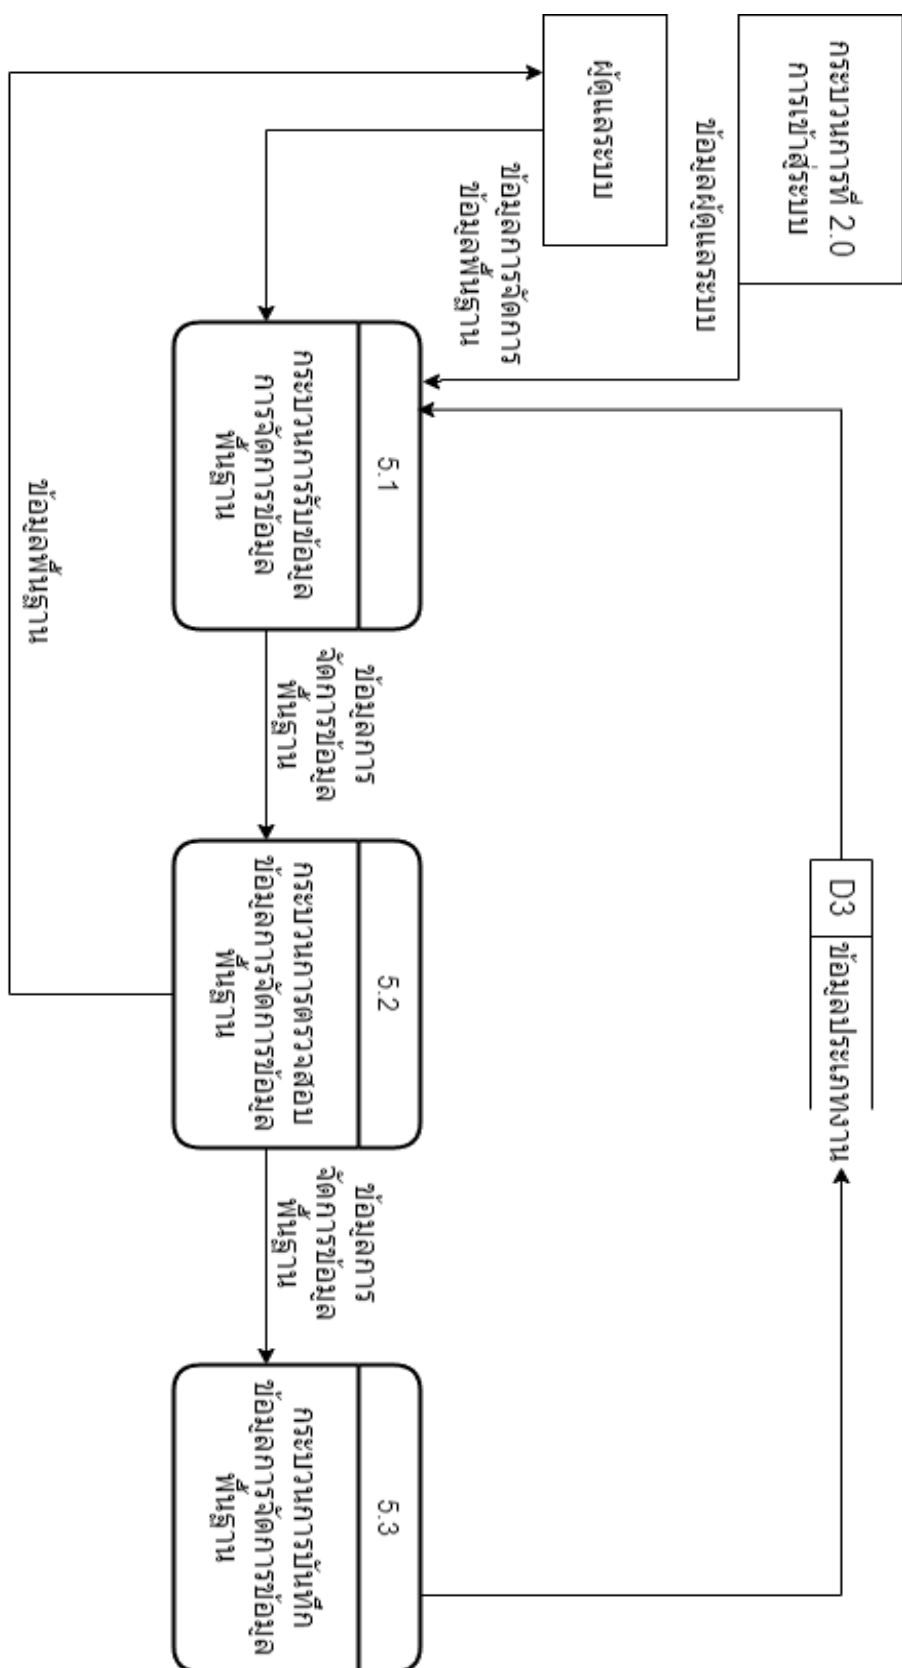 กระบวนการที่ 2.0
การเข้าสู่ระบบ
ข้อมูลผู้ดูแลระบบ
ผู้ดูแลระบบ
ข้อมูลการจัดการ
ข้อมูลพื้นฐาน
D3
ข้อมูลประเภทงาน
5.1
กระบวนการรับข้อมูล
การจัดการข้อมูล
พื้นฐาน
ข้อมูลการ
จัดการข้อมูล
พื้นฐาน
5.2
กระบวนการตรวจสอบ
ข้อมูลการจัดการข้อมูล
พื้นฐาน
ข้อมูลการ
จัดการข้อมูล
พื้นฐาน
5.3
กระบวนการบันทึก
ข้อมูลการจัดการข้อมูล
พื้นฐาน
ข้อมูลพื้นฐาน